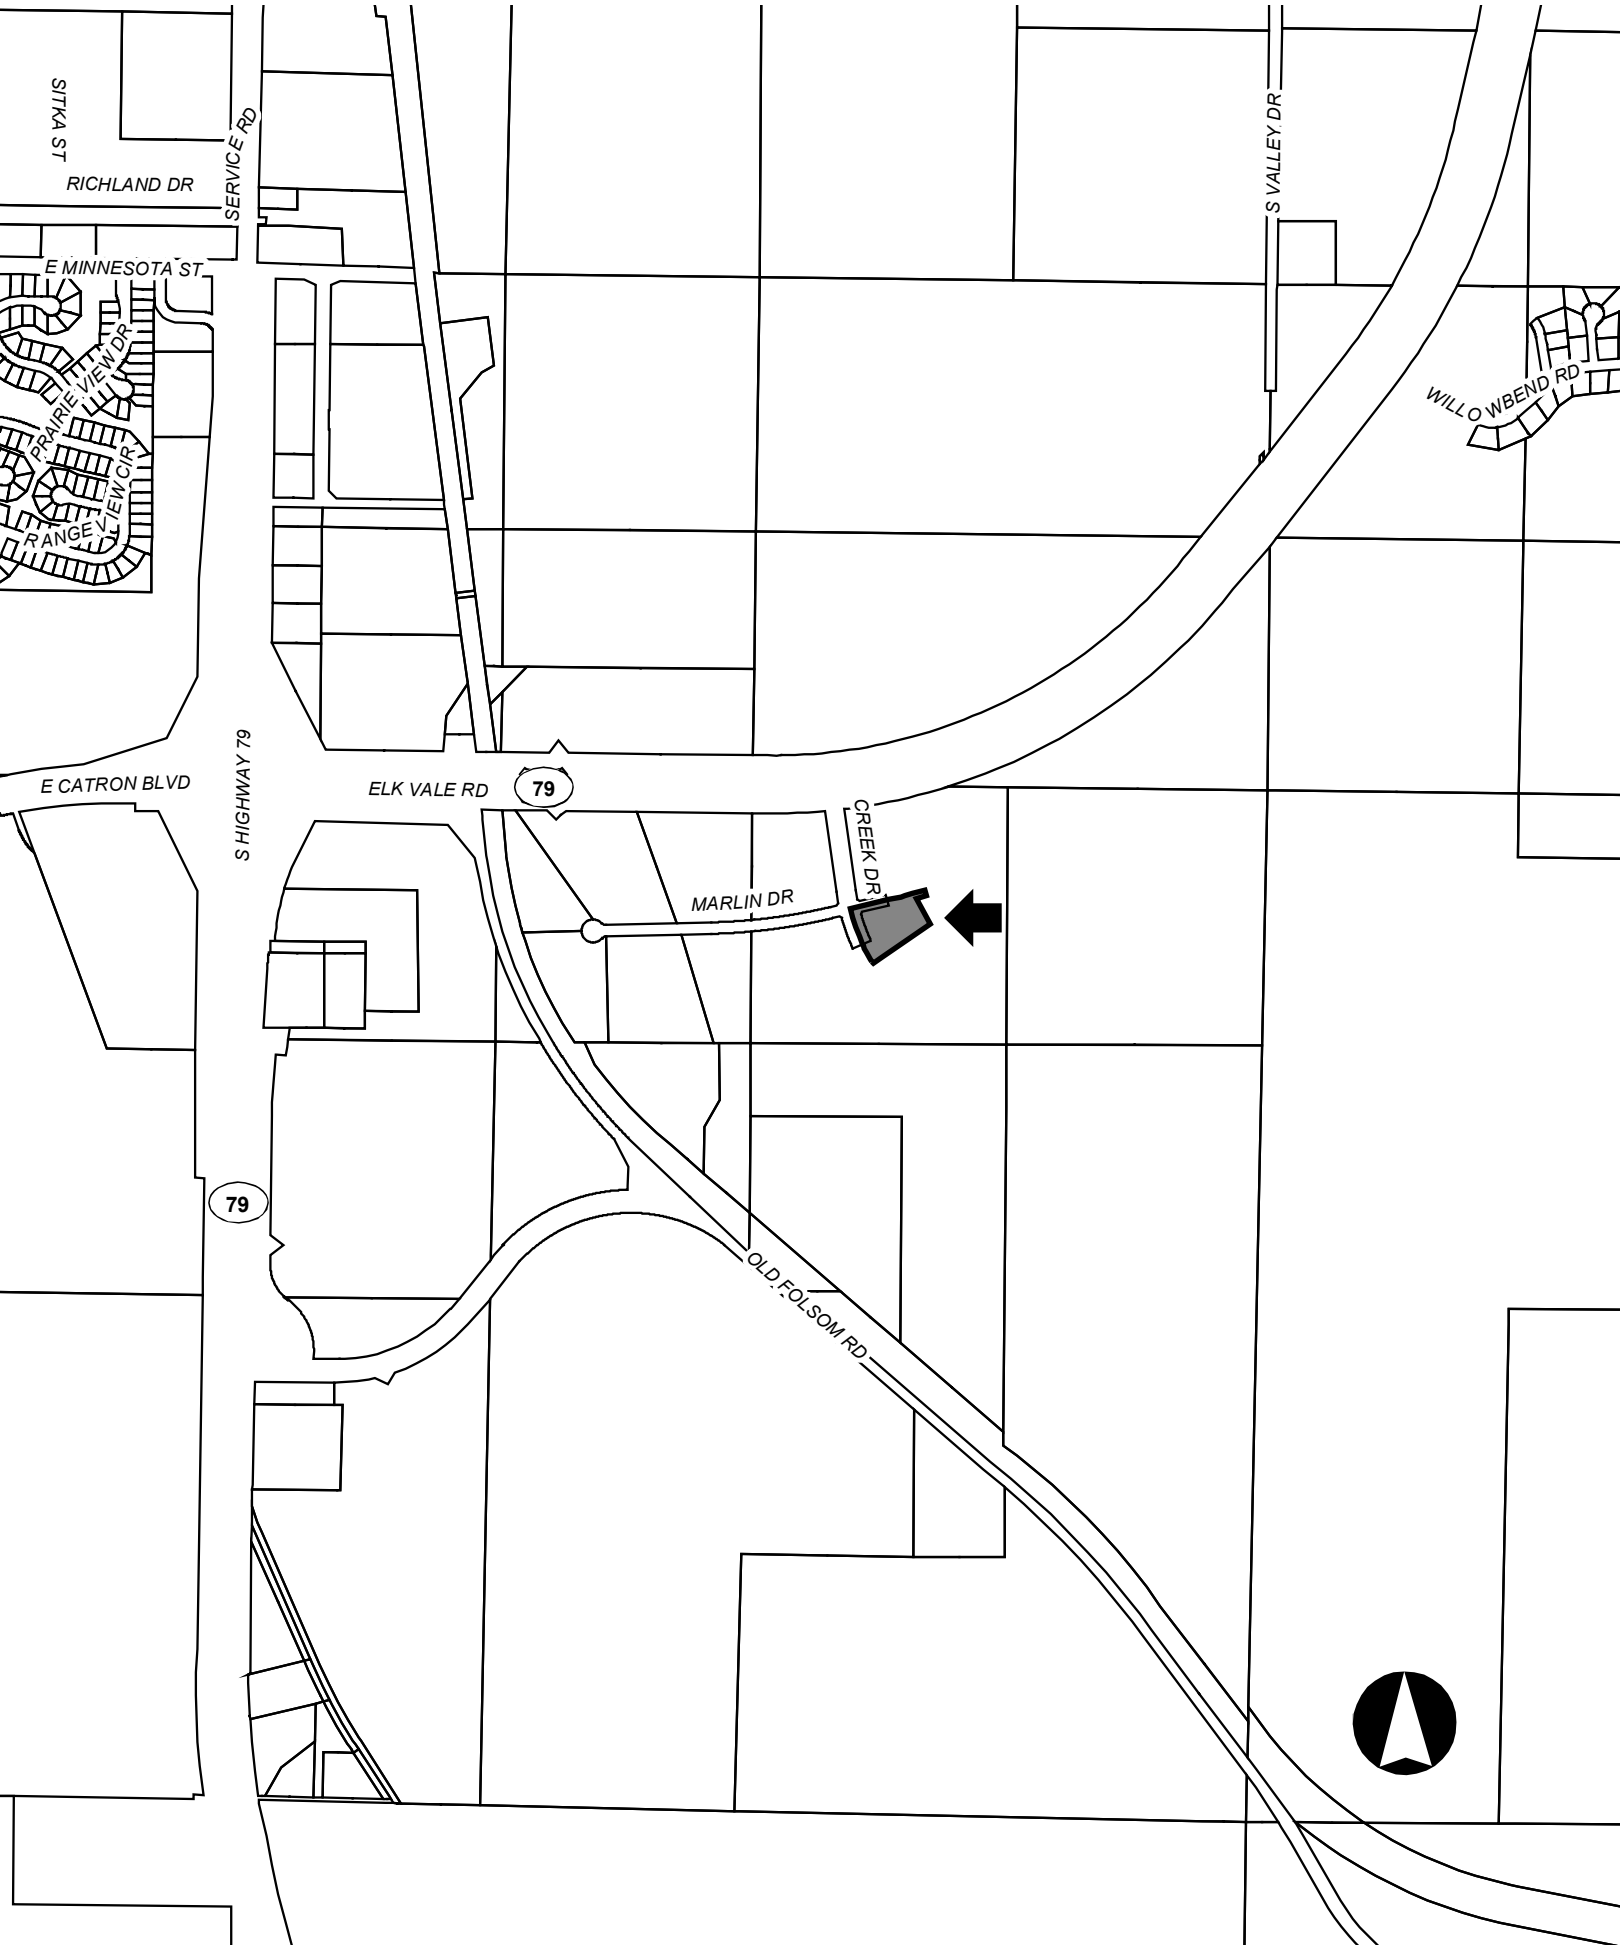 SITKA ST
SERVICE RD
S VALLEY DR
RICHLAND DR
E MINNESOTA ST
PRAIRIE VIEW DR
WILLOWBEND RD
RANGE VIEW CIR
S HIGHWAY 79
E CATRON BLVD
ELK VALE RD
79
CREEK DR
MARLIN DR
79
OLD FOLSOM RD